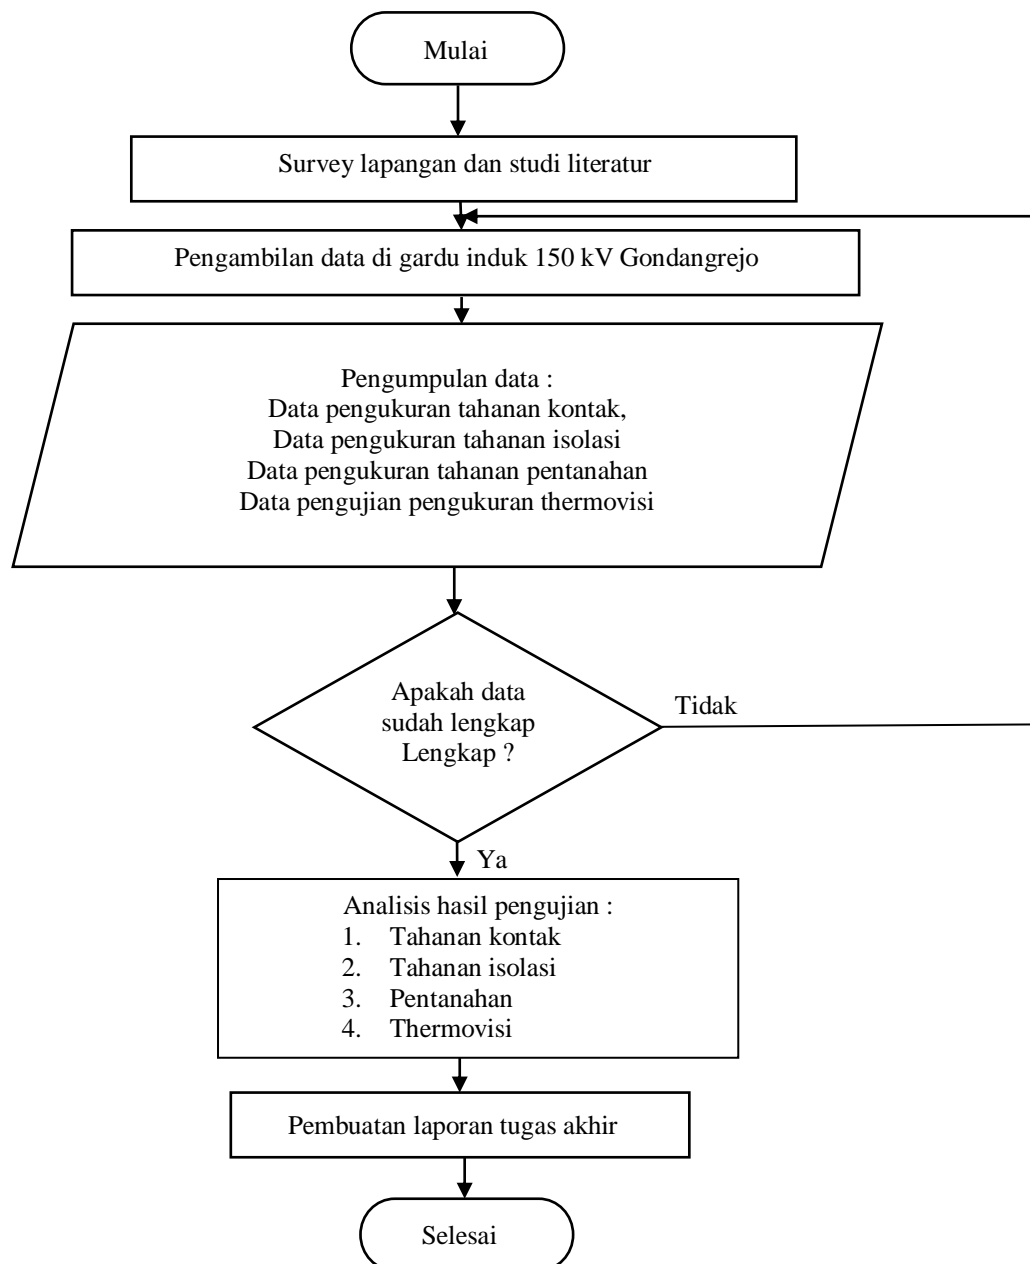 Mulai
Survey lapangan dan studi literatur
Pengambilan data di gardu induk 150 kV Gondangrejo
Pengumpulan data :
Data pengukuran tahanan kontak,
Data pengukuran tahanan isolasi
Data pengukuran tahanan pentanahan
Data pengujian pengukuran thermovisi
Apakah data
sudah lengkap
Lengkap ?
Tidak
Ya
Analisis hasil pengujian :
1. Tahanan kontak
2. Tahanan isolasi
3. Pentanahan
4. Thermovisi
Pembuatan laporan tugas akhir
Selesai